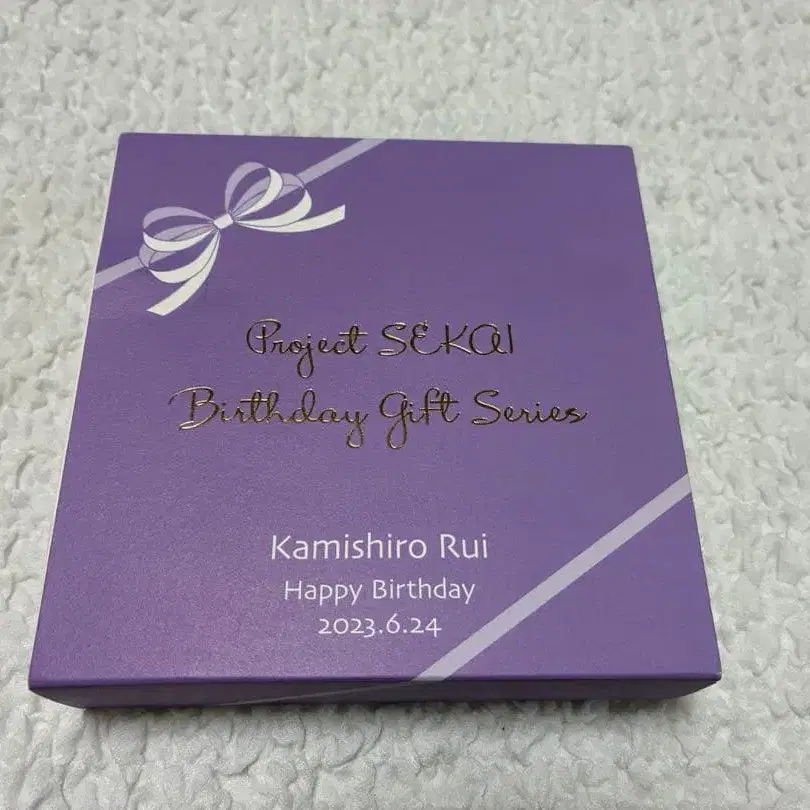 Project SEKAI
Birthday Gift Series
Kamishiro Rui
Happy Birthday
2023.6.24